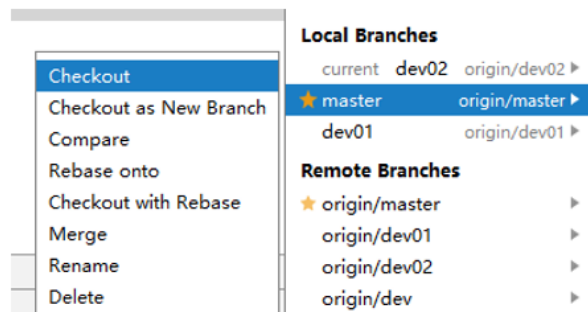 Checkout
Checkout as New Branch
Compare
Rebase onto
Checkout with Rebase
Merge
Rename
Delete
Local Branches
current dev02 origin/dev02
master origin/master
dev01 origin/dev01
Remote Branches
origin/master
origin/dev01
origin/dev02
origin/dev